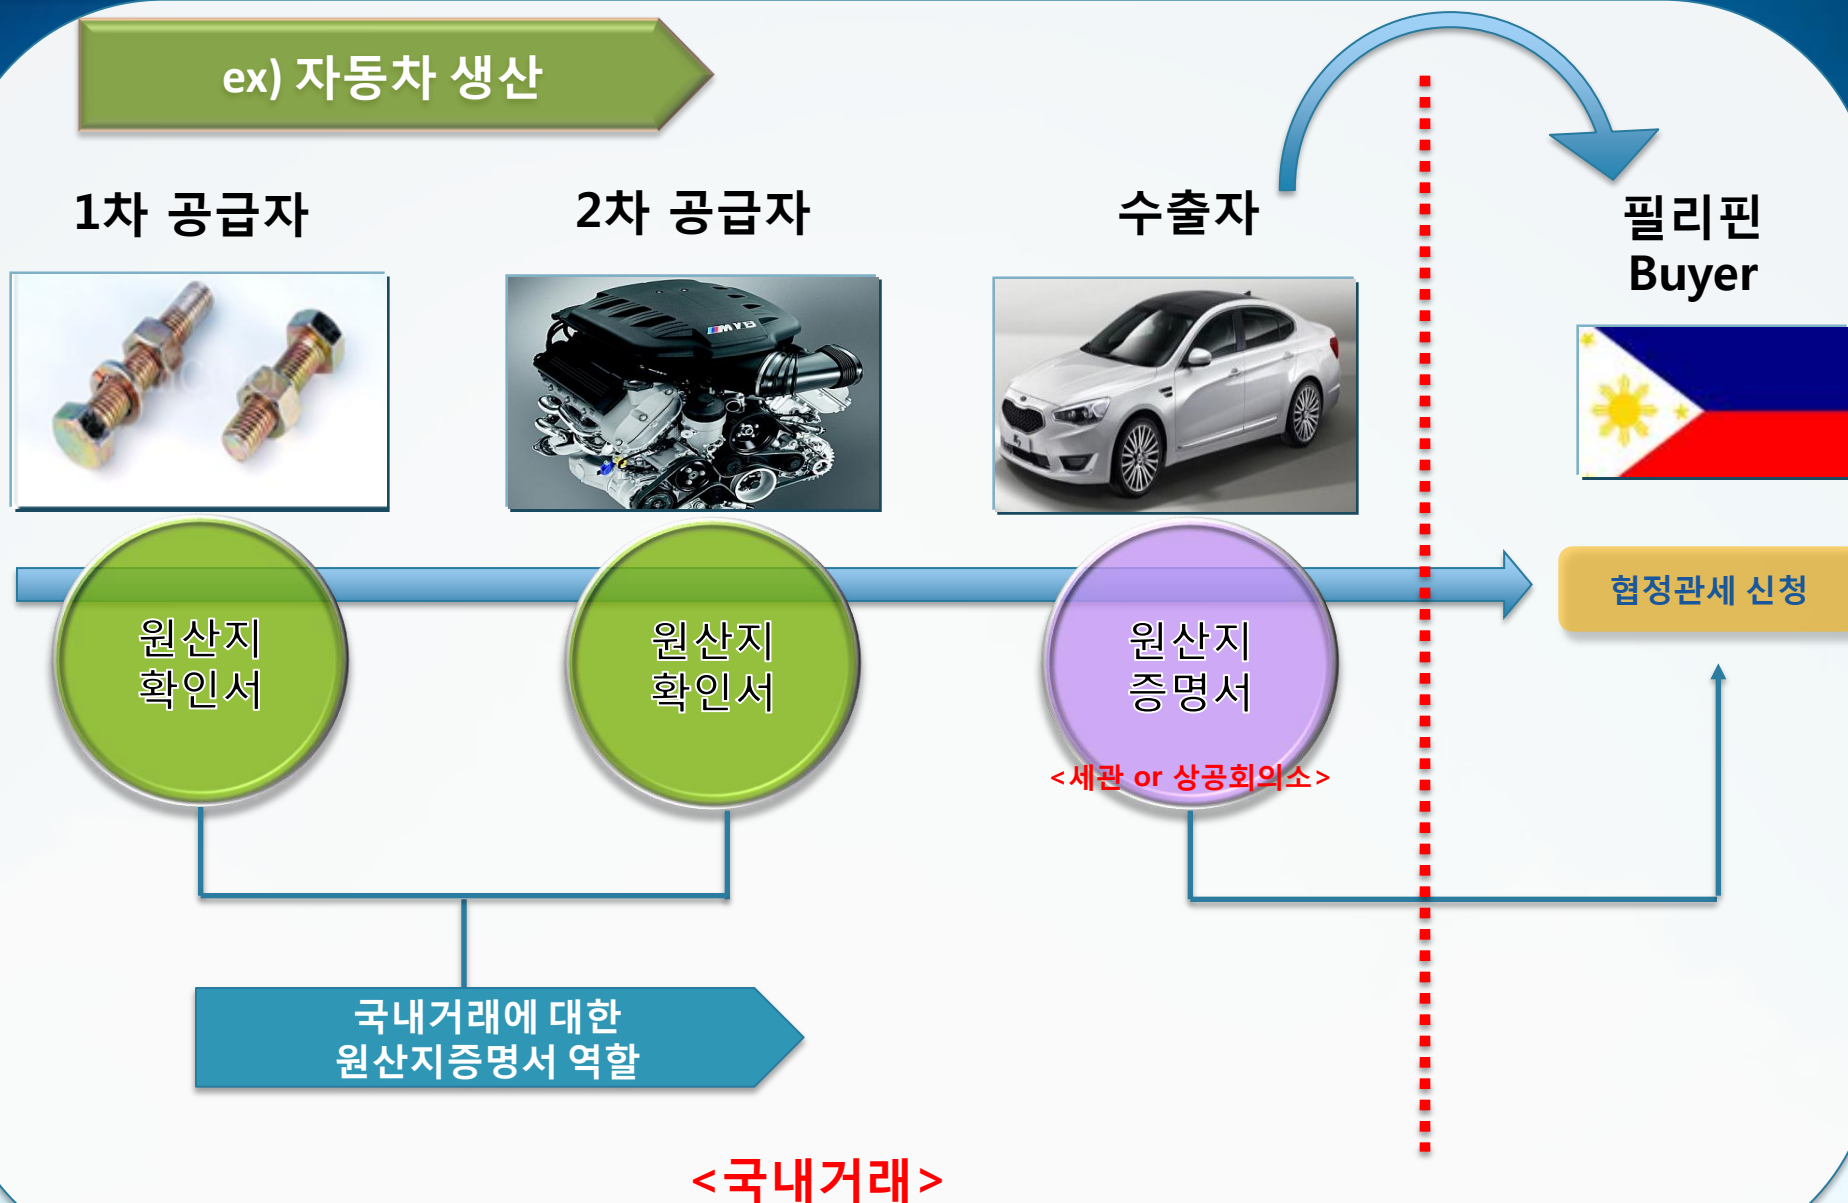 ex) 자동차 생산
1차 공급자
2차 공급자
수출자
필리핀
Buyer
원산지
확인서
원산지
확인서
원산지
증명서
<세관 or 상공회의소>
협정관세 신청
국내거래에 대한
원산지증명서 역할
<국내거래>